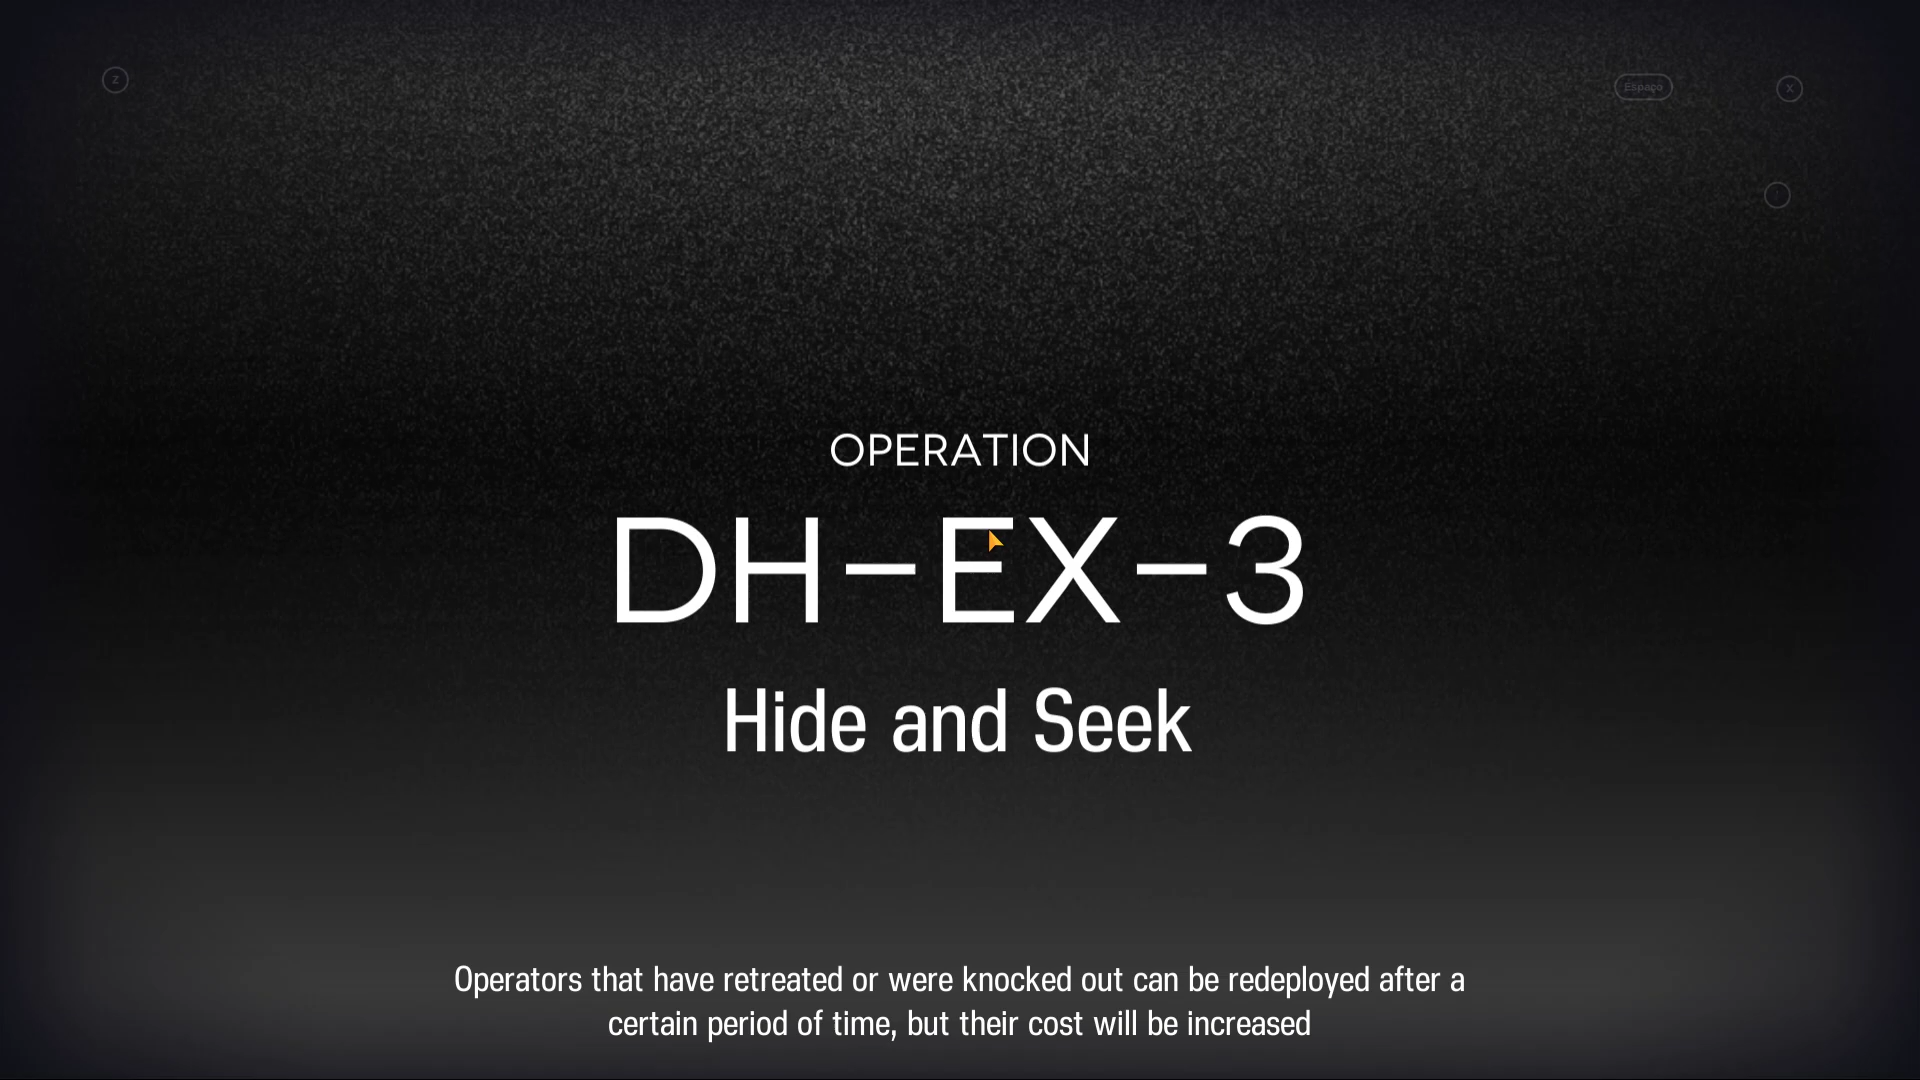 Z
Espaço
X
OPERATION
DH-EX-3
Hide and Seek
Operators that have retreated or were knocked out can be redeployed after a
certain period of time, but their cost will be increased